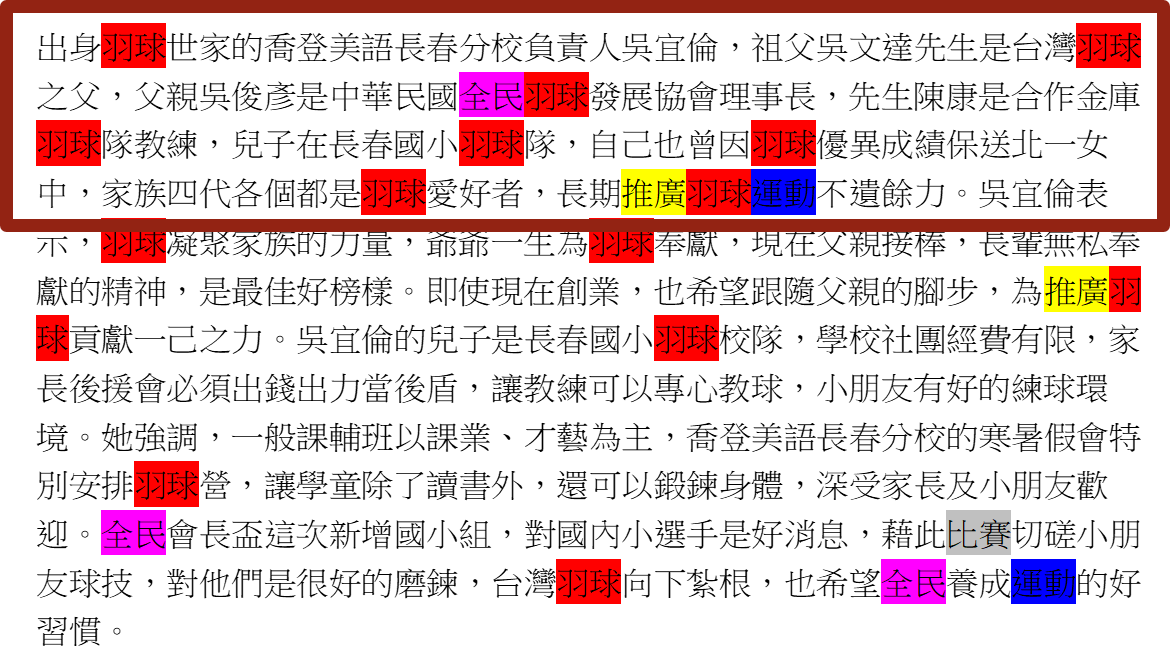 出身羽球世家的喬登美語長春分校負責人吳宜倫，祖父吳文達先生是台灣羽球
之父，父親吳俊彥是中華民國全民羽球發展協會理事長，先生陳康是合作金庫
羽球隊教練，兒子在長春國小羽球隊，自己也曾因羽球優異成績保送北一女
中，家族四代各個都是羽球愛好者，長期推廣羽球運動不遺餘力。吳宜倫表
示，羽球凝聚家族的力量，爺爺一生為羽球奉獻，現在父親接棒，長輩無私奉
獻的精神，是最佳好榜樣。即使現在創業，也希望跟隨父親的腳步，為推廣羽
球貢獻一己之力。吳宜倫的兒子是長春國小羽球校隊，學校社團經費有限，家
長後援會必須出錢出力當後盾，讓教練可以專心教球，小朋友有好的練球環
境。她強調，一般課輔班以課業、才藝為主，喬登美語長春分校的寒暑假會特
別安排羽球營，讓學童除了讀書外，還可以鍛鍊身體，深受家長及小朋友歡
迎。全民會長盃這次新增國小組，對國內小選手是好消息，藉此比賽切磋小朋
友球技，對他們是很好的磨鍊，台灣羽球向下紮根，也希望全民養成運動的好
習慣。